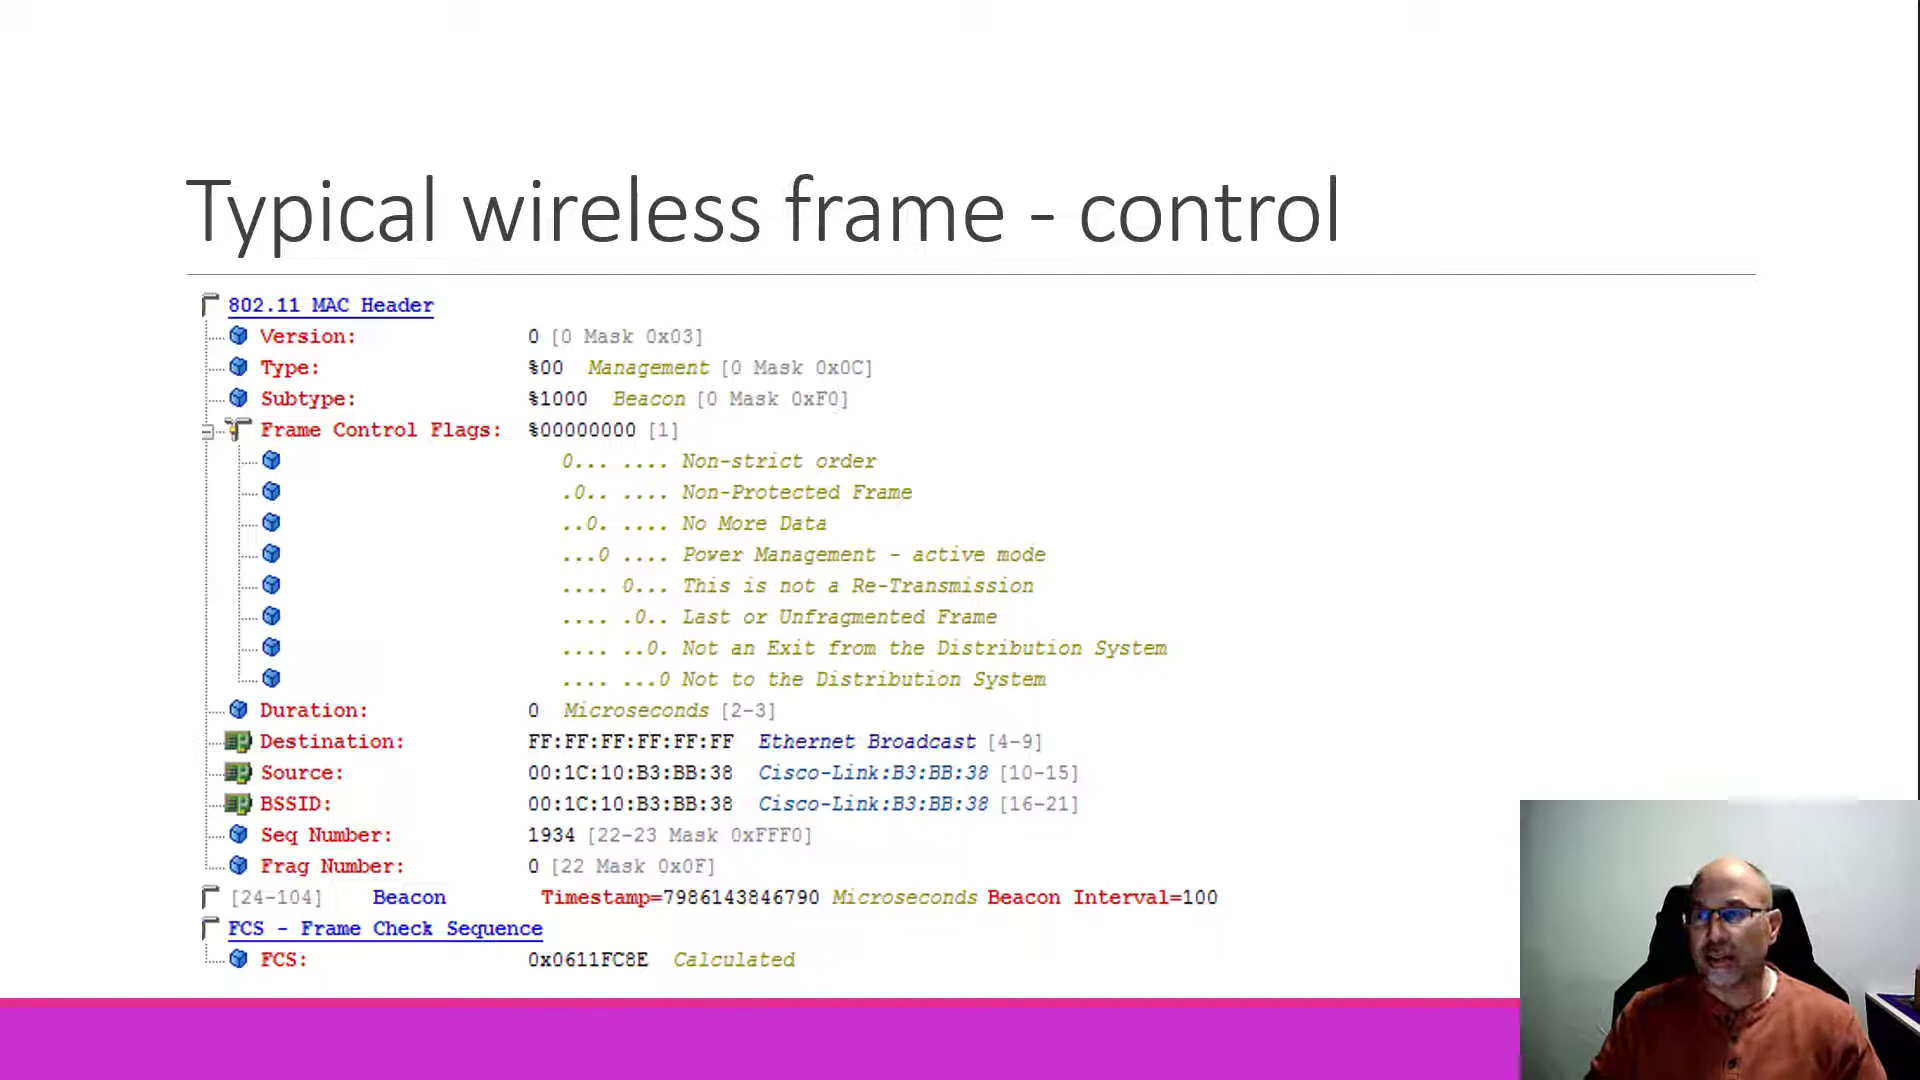 Typical wireless frame - control
802.11 MAC Header
Version: 0 [0 Mask 0x03]
Type: %00 Management [0 Mask 0x0C]
Subtype: %1000 Beacon [0 Mask 0xF0]
Frame Control Flags: %00000000 [1]
0... .... Non-strict order
.0.. .... Non-Protected Frame
..0. .... No More Data
...0 .... Power Management - active mode
.... 0... This is not a Re-Transmission
.... .0.. Last or Unfragmented Frame
.... ..0. Not an Exit from the Distribution System
.... ...0 Not to the Distribution System
Duration: 0 Microseconds [2-3]
Destination: FF:FF:FF:FF:FF:FF Ethernet Broadcast [4-9]
Source: 00:1C:10:B3:BB:38 Cisco-Link:B3:BB:38 [10-15]
BSSID: 00:1C:10:B3:BB:38 Cisco-Link:B3:BB:38 [16-21]
Seq Number: 1934 [22-23 Mask 0xFFF0]
Frag Number: 0 [22 Mask 0x0F]
[24-104] Beacon Timestamp=7986143846790 Microseconds Beacon Interval=100
FCS - Frame Check Sequence
FCS: 0x0611FC8E Calculated